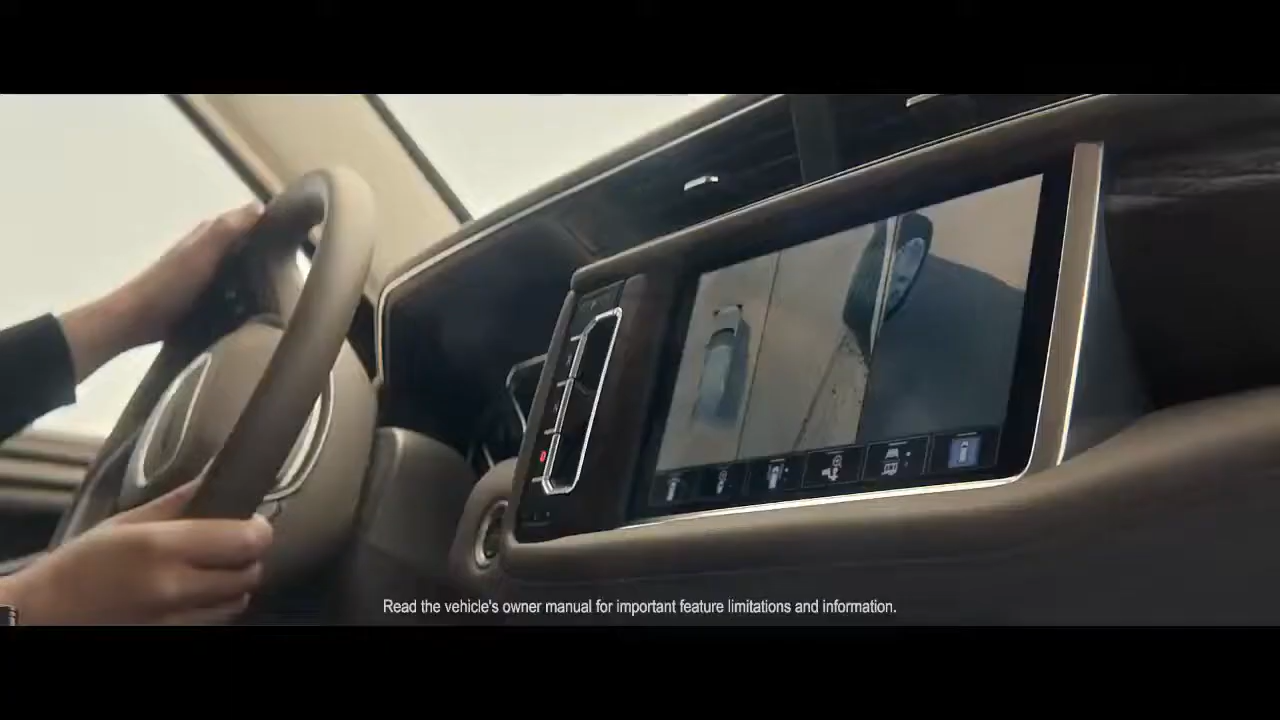 Read the vehicle's owner manual for important feature limitations and information.